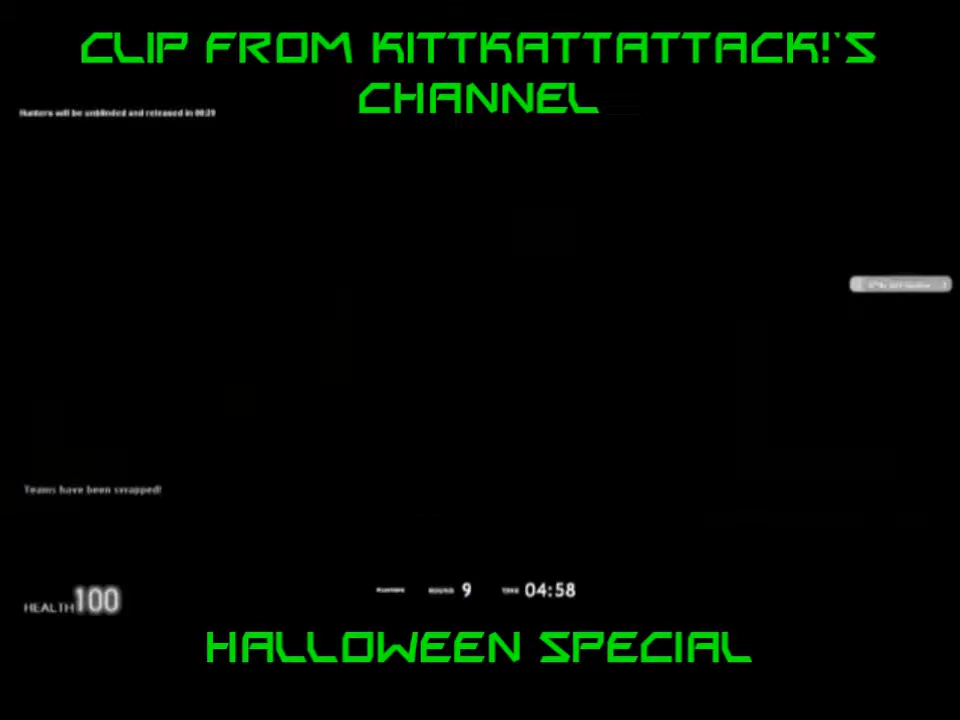 CLIP FROM KITTKATTATTACK!'S
CHANNEL
Hunters will be unblinded and released in 00:29
Teams have been swapped!
HEALTH 100
ROUND 9 TIME 04:58
HALLOWEEN SPECIAL